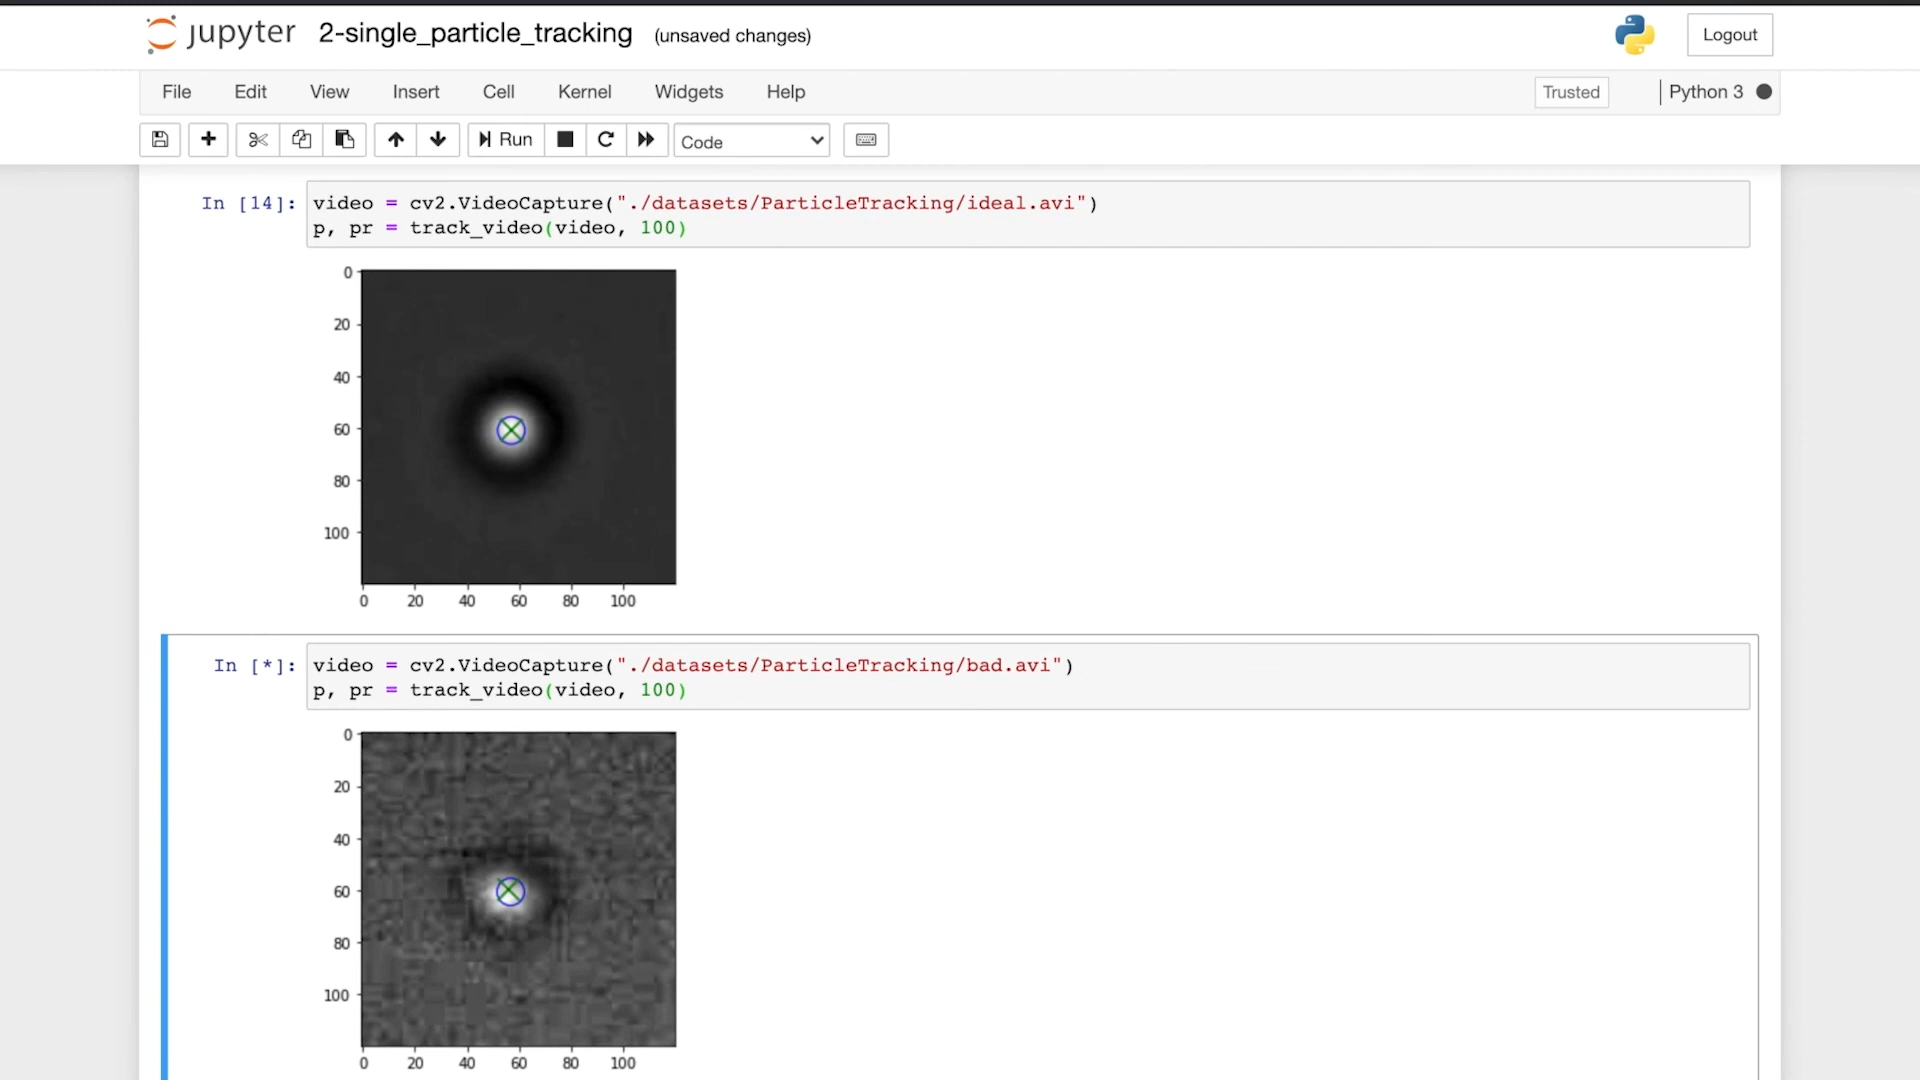 jupyter 2-single_particle_tracking (unsaved changes) Logout
File Edit View Insert Cell Kernel Widgets Help Trusted Python 3
Run Code
In [14]: video = cv2.VideoCapture("./datasets/ParticleTracking/ideal.avi")
p, pr = track_video(video, 100)
0
20
40
60
80
100
0 20 40 60 80 100
In [*]: video = cv2.VideoCapture("./datasets/ParticleTracking/bad.avi")
p, pr = track_video(video, 100)
0
20
40
60
80
100
0 20 40 60 80 100